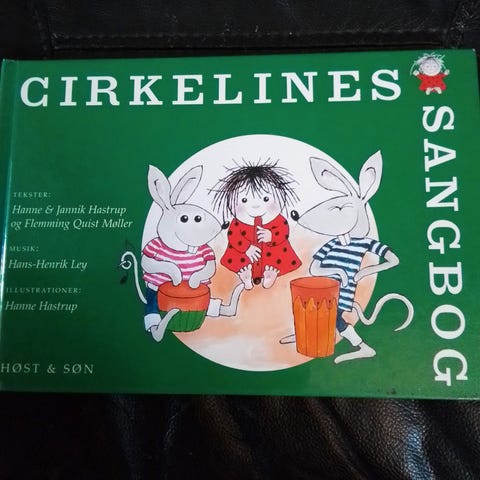 CIRKELINES
SANGBOG
TEKSTER:
Hanne & Jannik Hastrup
og Flemming Quist Møller
MUSIK:
Hans-Henrik Ley
ILLUSTRATIONER:
Hanne Hastrup
HØST & SØN